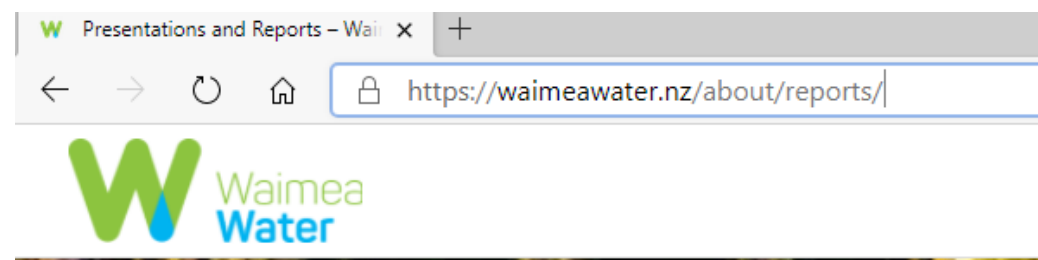 Presentations and Reports – Wai
https://waimeawater.nz/about/reports/
Waimea
Water